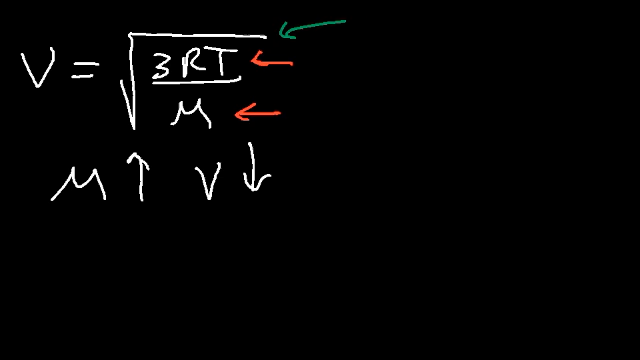 V = √(3RT/μ)
μ ↑ V ↓